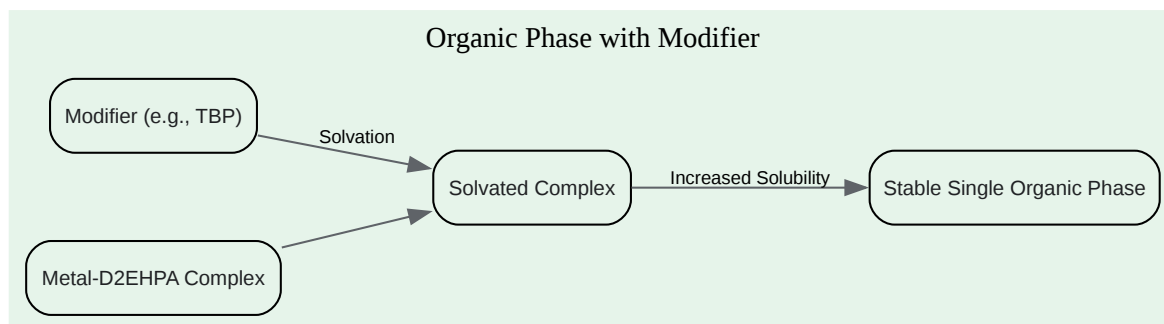 Organic Phase with Modifier
Modifier (e.g., TBP)
Solvation
Solvated Complex
Increased Solubility
Stable Single Organic Phase
Metal-D2EHPA Complex